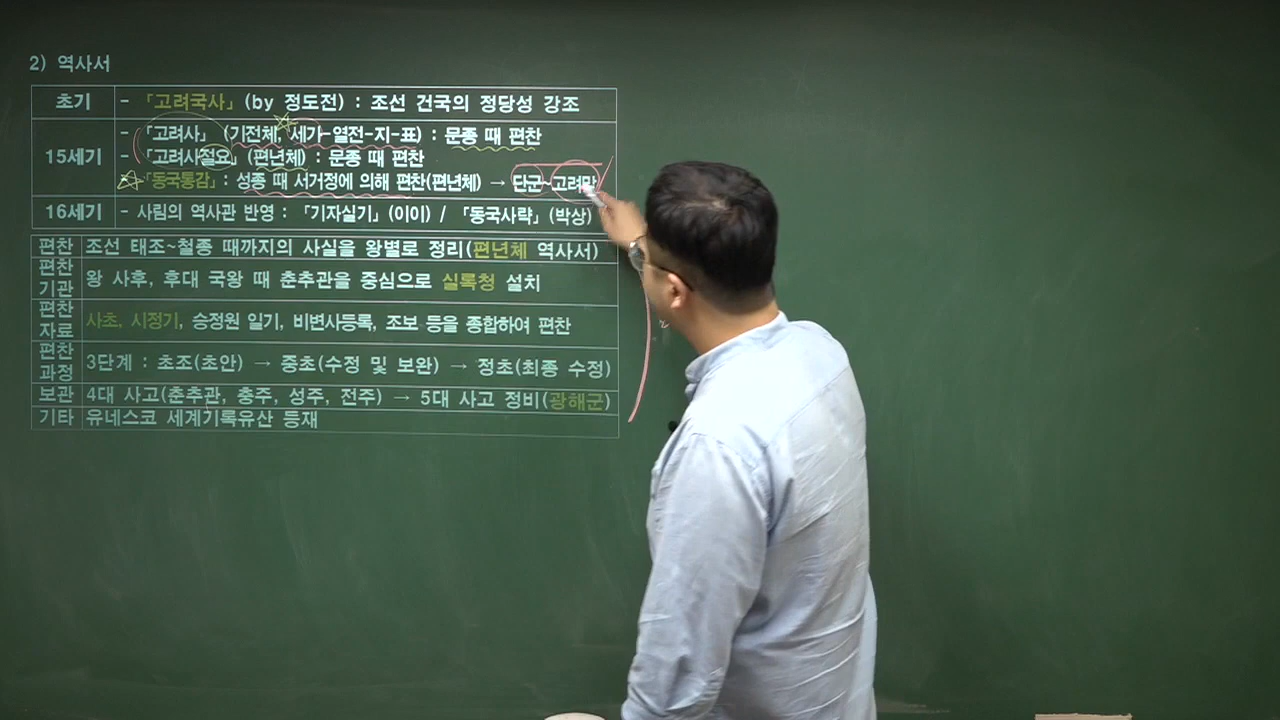 2) 역사서
초기 - 「고려국사」(by 정도전) : 조선 건국의 정당성 강조
15세기
- 「고려사」 (기전체, 세가-열전-지-표) : 문종 때 편찬
- 「고려사절요」(편년체) : 문종 때 편찬
「동국통감」 : 성종 때 서거정에 의해 편찬(편년체) → 단군~고려말
16세기 - 사림의 역사관 반영 : 「기자실기」(이이) / 「동국사략」(박상)
편찬 조선 태조~철종 때까지의 사실을 왕별로 정리(편년체 역사서)
편찬 기관 왕 사후, 후대 국왕 때 춘추관을 중심으로 실록청 설치
편찬 자료 사초, 시정기, 승정원 일기, 비변사등록, 조보 등을 종합하여 편찬
편찬 과정 3단계 : 초조(초안) → 중초(수정 및 보완) → 정초(최종 수정)
보관 4대 사고(춘추관, 충주, 성주, 전주) → 5대 사고 정비(광해군)
기타 유네스코 세계기록유산 등재